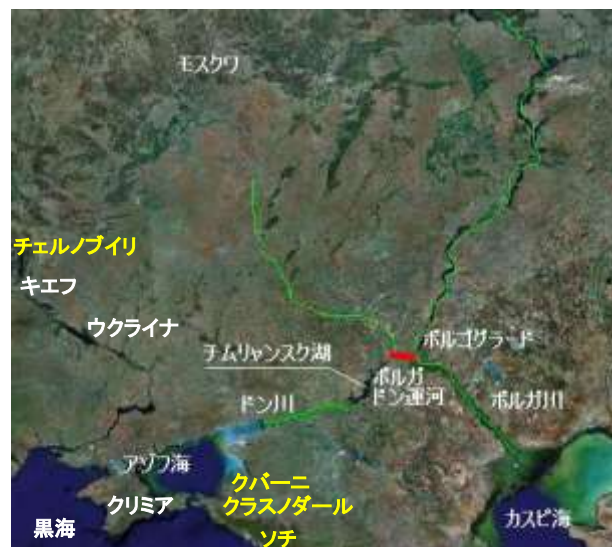 モスクワ
チェルノブイリ
キエフ
ウクライナ
ボルゴグラード
チムリャンスク湖
ボルガ
ドン運河
ドン川
ボルガ川
アゾフ海
クバーニ
クリミア
クラスノダール
カスピ海
黒海
ソチ